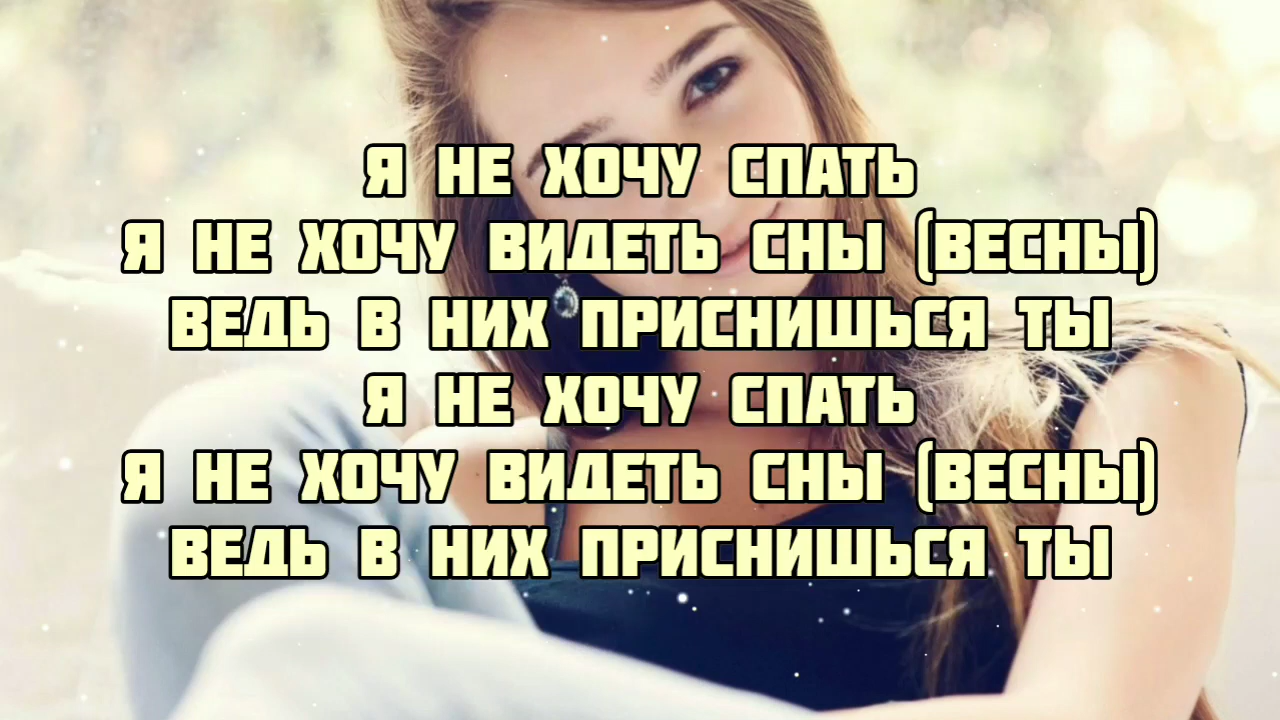 Я НЕ ХОЧУ СПАТЬ
Я НЕ ХОЧУ ВИДЕТЬ СНЫ (ВЕСНЫ)
ВЕДЬ В НИХ ПРИСНИШЬСЯ ТЫ
Я НЕ ХОЧУ СПАТЬ
Я НЕ ХОЧУ ВИДЕТЬ СНЫ (ВЕСНЫ)
ВЕДЬ В НИХ ПРИСНИШЬСЯ ТЫ